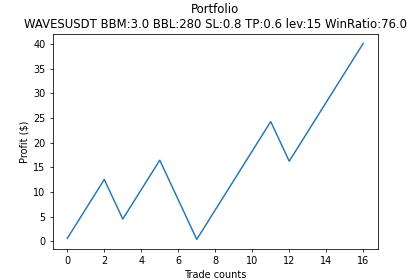 Portfolio
WAVESUSDT BBM:3.0 BBL:280 SL:0.8 TP:0.6 lev:15 WinRatio:76.0
40
35
30
25
20
15
10
5
0
Profit ($)
0 2 4 6 8 10 12 14 16
Trade counts